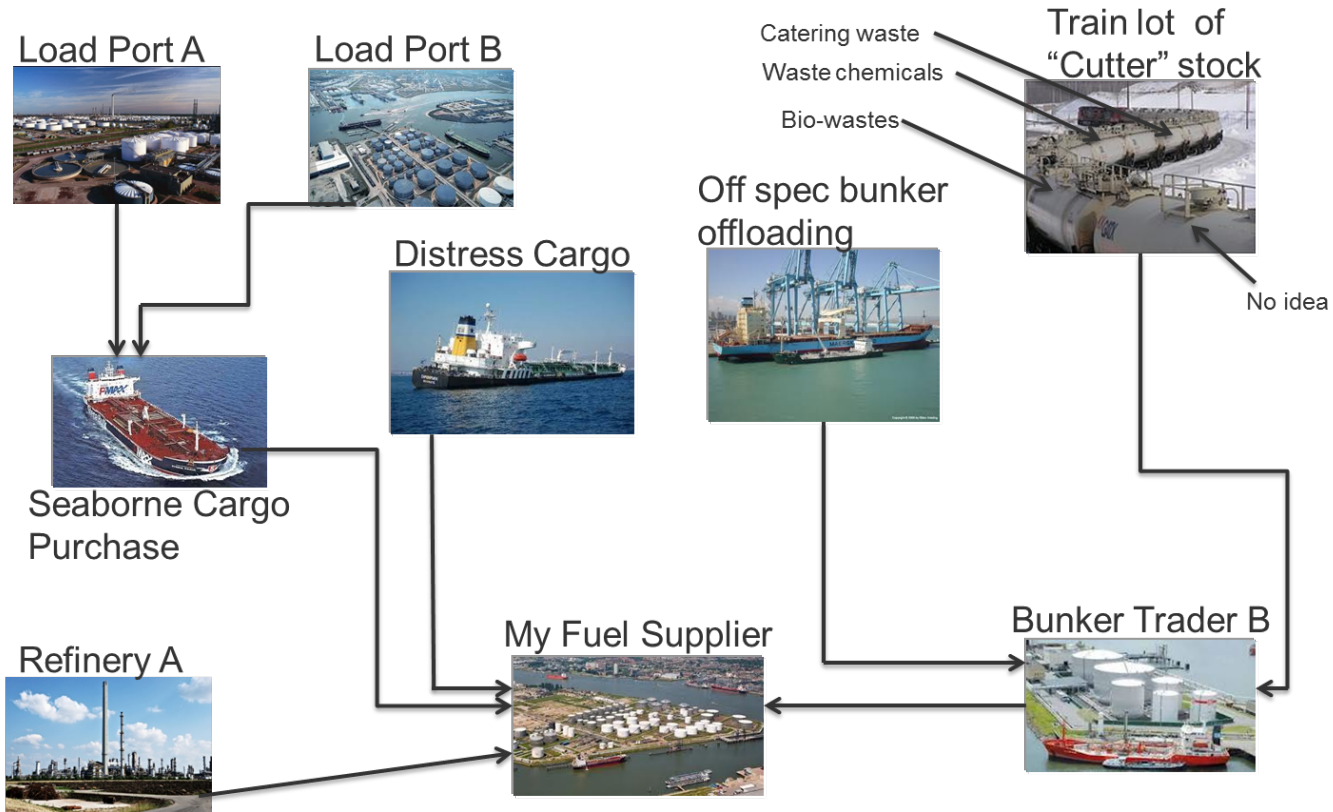 Load Port A
Load Port B
Catering waste
Waste chemicals
Bio-wastes
Train lot of
“Cutter” stock
Off spec bunker
offloading
Distress Cargo
No idea
Seaborne Cargo
Purchase
My Fuel Supplier
Bunker Trader B
Refinery A